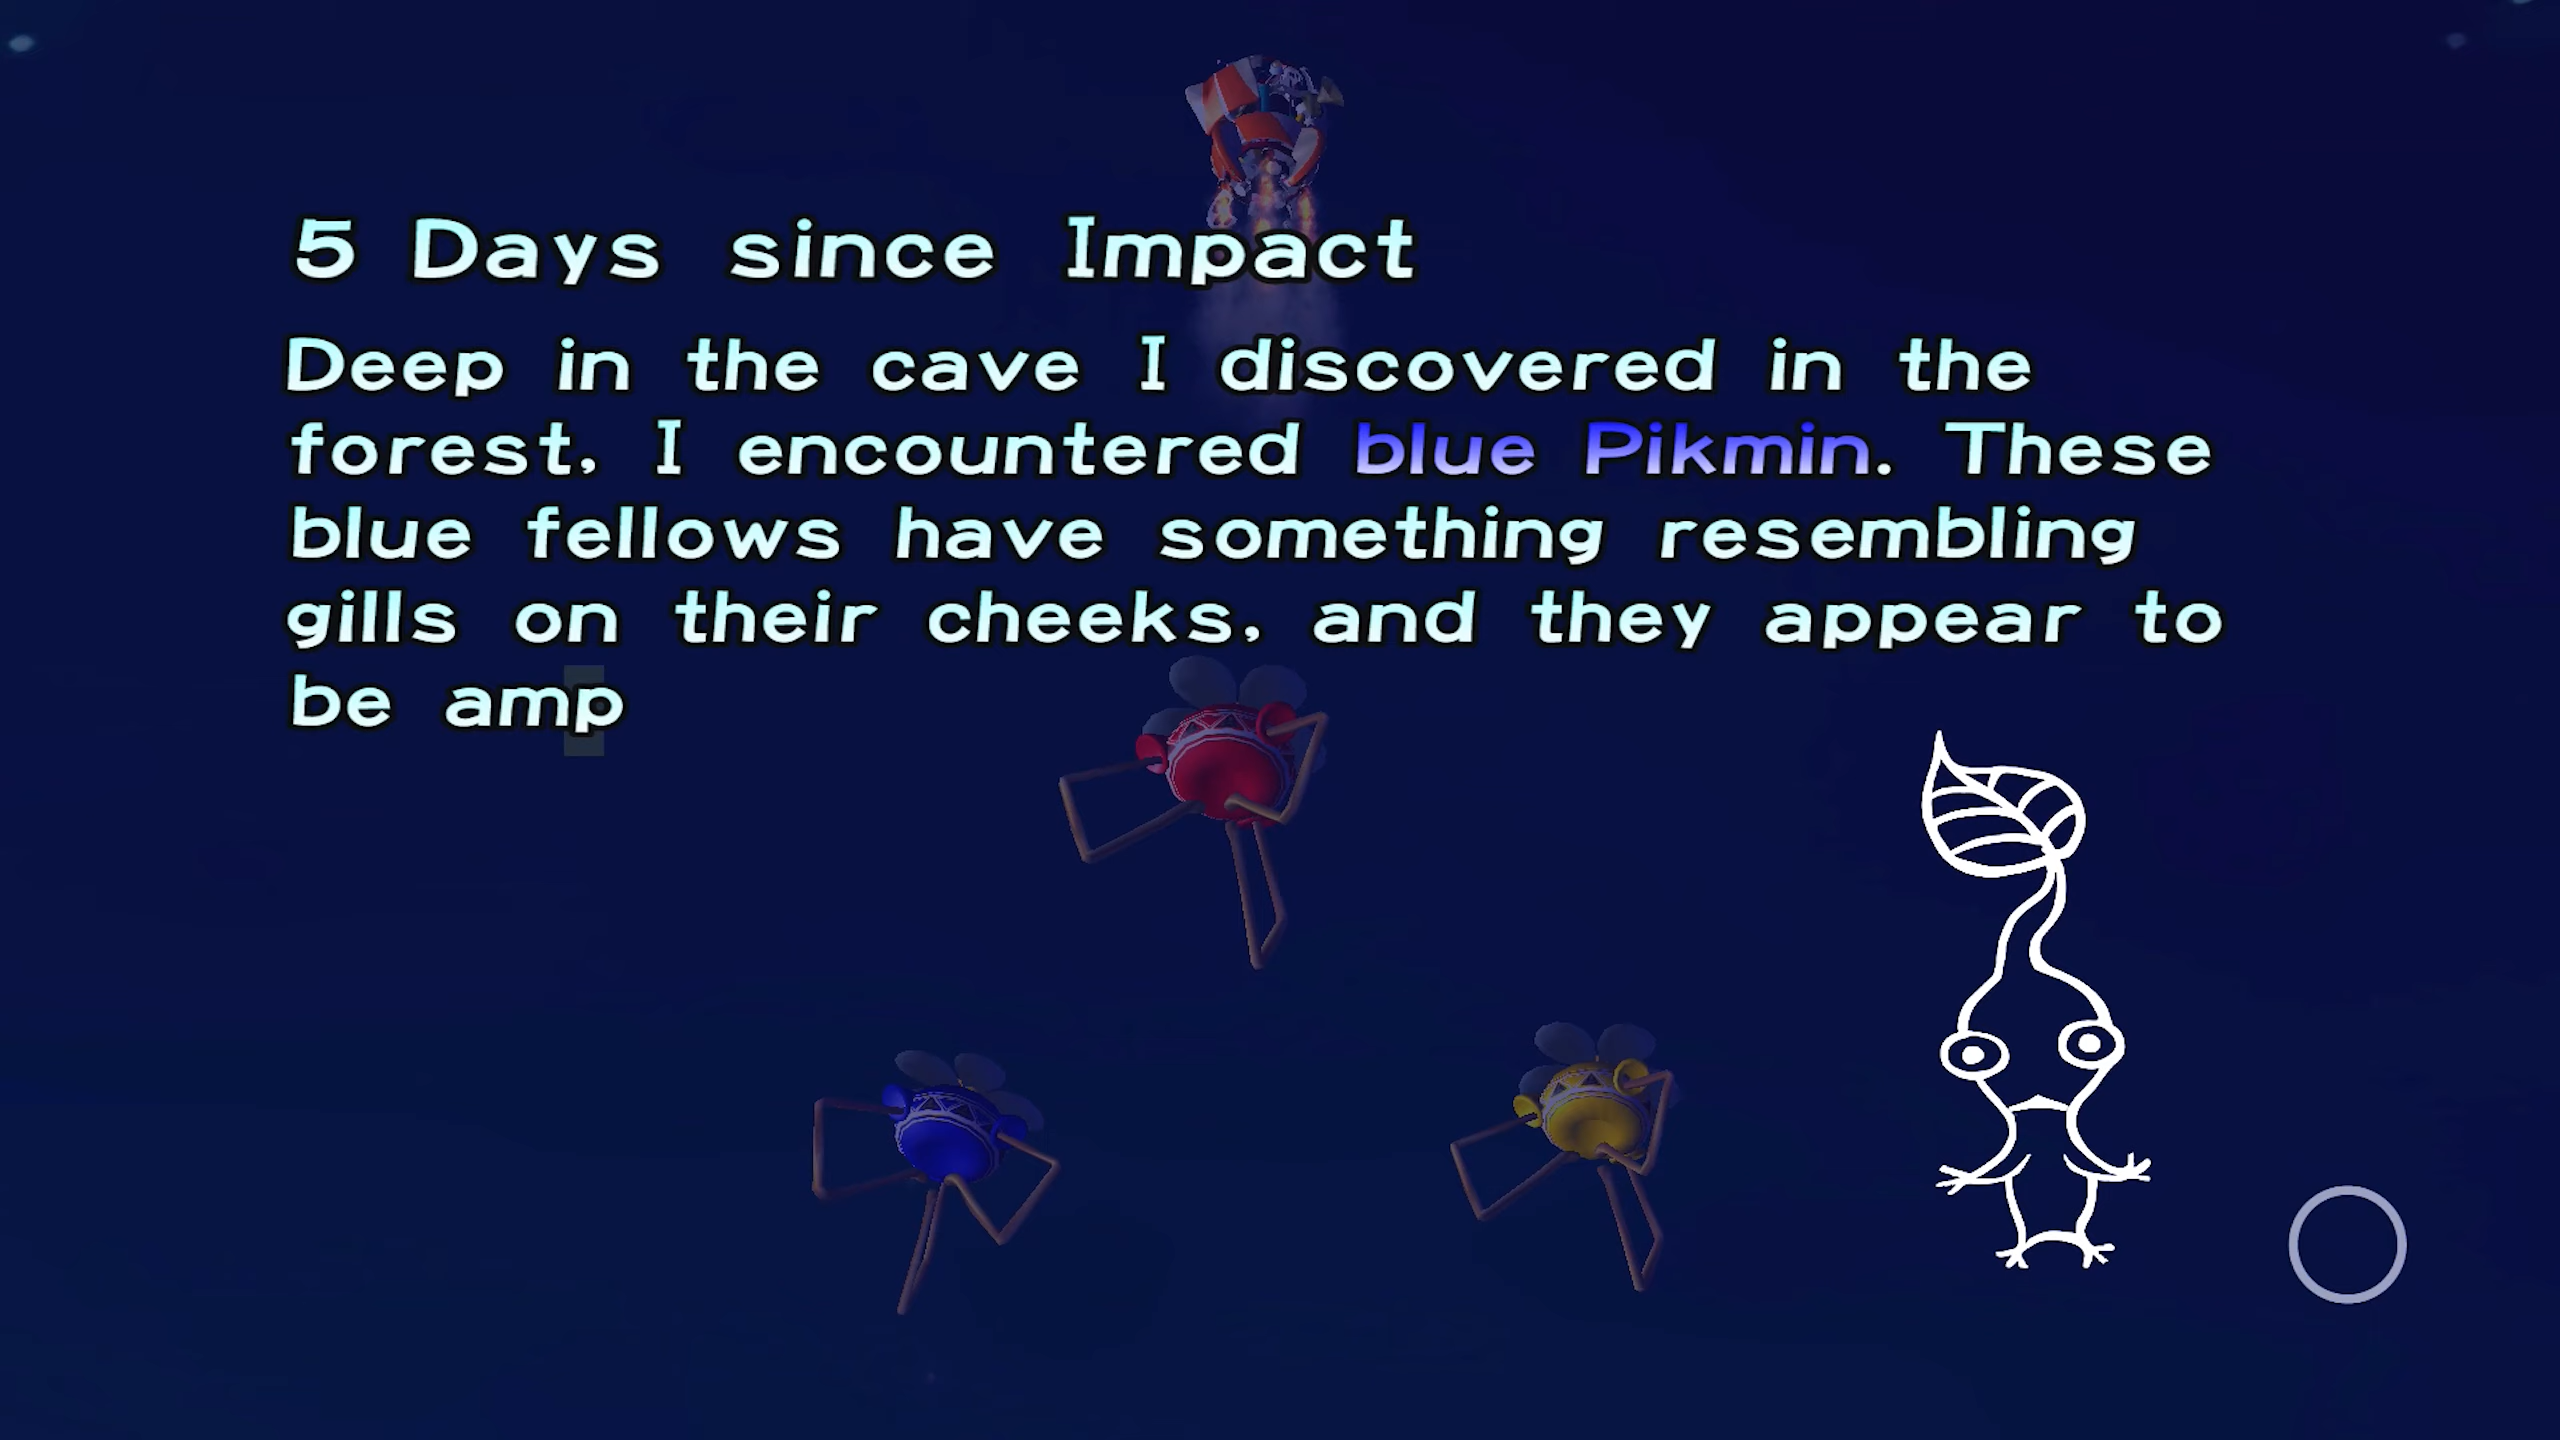 5 Days since Impact
Deep in the cave I discovered in the
forest, I encountered blue Pikmin. These
blue fellows have something resembling
gills on their cheeks, and they appear to
be amp